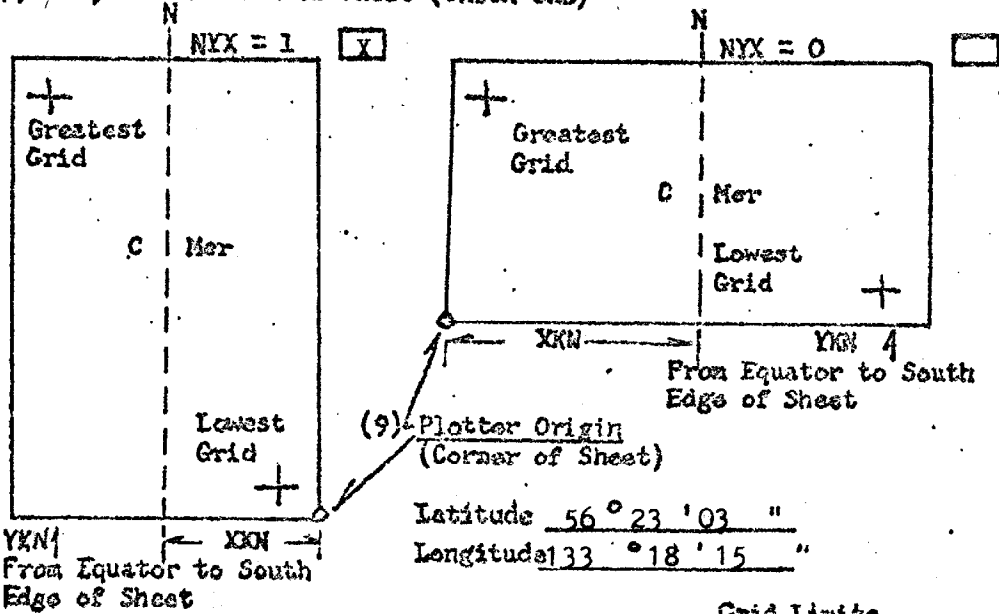 N
NYX = 1
X
Greatest
Grid
C Mer
Lowest
Grid
YKN
XKN
From Equator to South
Edge of Sheet
N
NYX = 0
Greatest
Grid
C Mer
Lowest
Grid
XKN
YKN
From Equator to South
Edge of Sheet
(9) Plotter Origin
(Corner of Sheet)
Latitude 56 ° 23 ' 03 "
Longitude 133 ° 18 ' 15 "
Grid Limits